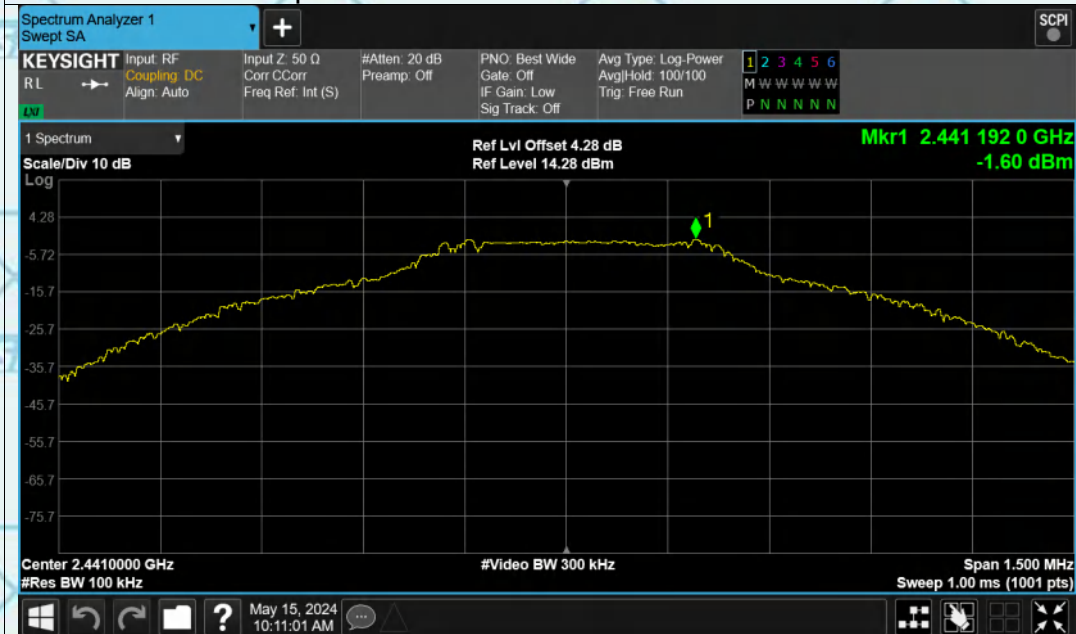 Spectrum Analyzer 1
Swept SA
+
SCPI
KEYSIGHT
R L
LXI
Input: RF
Coupling: DC
Align: Auto
Input Z: 50 Ω
Corr CCorr
Freq Ref: Int (S)
#Atten: 20 dB
Preamp: Off
PNO: Best Wide
Gate: Off
IF Gain: Low
Sig Track: Off
Avg Type: Log-Power
Avg|Hold: 100/100
Trig: Free Run
1 2 3 4 5 6
M W W W W W
P N N N N N
1 Spectrum
Scale/Div 10 dB
Log
Ref Lvl Offset 4.28 dB
Ref Level 14.28 dBm
Mkr1 2.441 192 0 GHz
-1.60 dBm
1
4.28
-5.72
-15.7
-25.7
-35.7
-45.7
-55.7
-65.7
-75.7
Center 2.4410000 GHz
#Res BW 100 kHz
#Video BW 300 kHz
Span 1.500 MHz
Sweep 1.00 ms (1001 pts)
?
May 15, 2024
10:11:01 AM